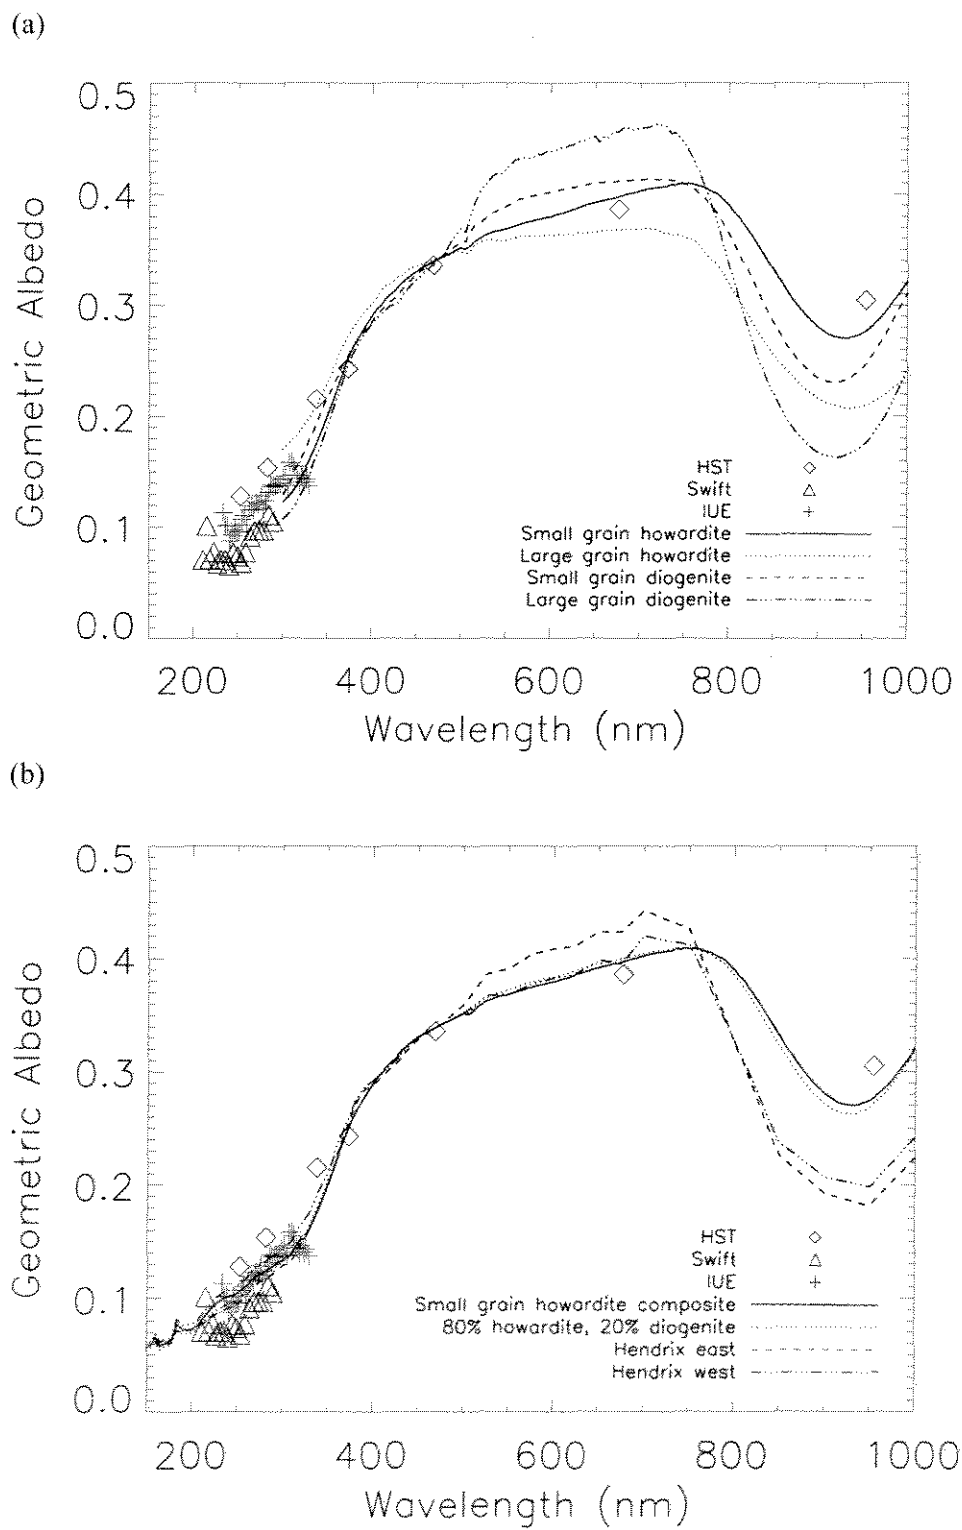 (a)
0.5
0.4
0.3
0.2
0.1
0.0
Geometric Albedo
HST
Swift
IUE
Small grain howardite
Large grain howardite
Small grain diogenite
Large grain diogenite
200 400 600 800 1000
Wavelength (nm)
(b)
0.5
0.4
0.3
0.2
0.1
0.0
Geometric Albedo
HST
Swift
IUE
Small grain howardite composite
80% howardite, 20% diogenite
Hendrix east
Hendrix west
200 400 600 800 1000
Wavelength (nm)